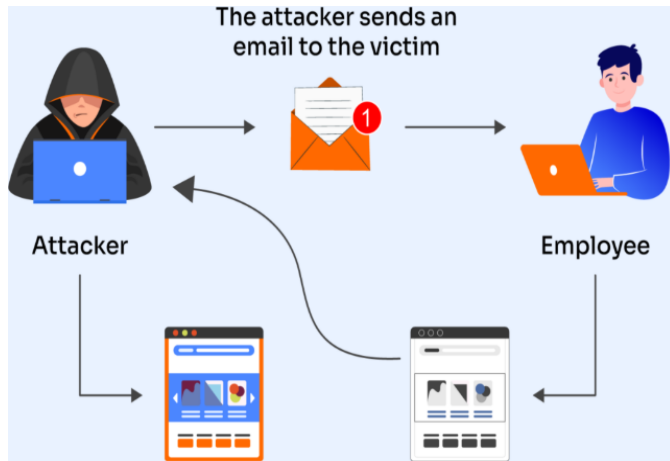 The attacker sends an
email to the victim
1
Attacker
Employee